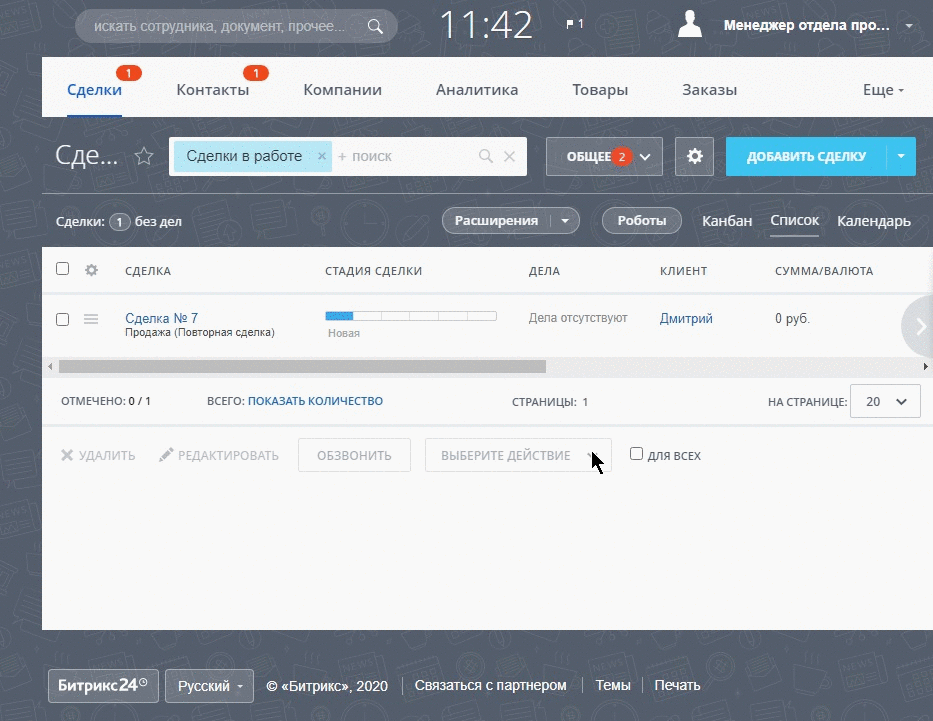 искать сотрудника, документ, прочее... 11:42 1 Менеджер отдела про...
1 1
Сделки Контакты Компании Аналитика Товары Заказы Еще
Сде... Сделки в работе × + поиск ОБЩЕЕ 2 ДОБАВИТЬ СДЕЛКУ
Сделки: 1 без дел Расширения Роботы Канбан Список Календарь
СДЕЛКА СТАДИЯ СДЕЛКИ ДЕЛА КЛИЕНТ СУММА/ВАЛЮТА
Сделка № 7 Дела отсутствуют Дмитрий 0 руб.
Продажа (Повторная сделка) Новая
ОТМЕЧЕНО: 0 / 1 ВСЕГО: ПОКАЗАТЬ КОЛИЧЕСТВО СТРАНИЦЫ: 1 НА СТРАНИЦЕ: 20
УДАЛИТЬ РЕДАКТИРОВАТЬ ОБЗВОНИТЬ ВЫБЕРИТЕ ДЕЙСТВИЕ ДЛЯ ВСЕХ
Битрикс24 Русский © «Битрикс», 2020 Связаться с партнером Темы Печать